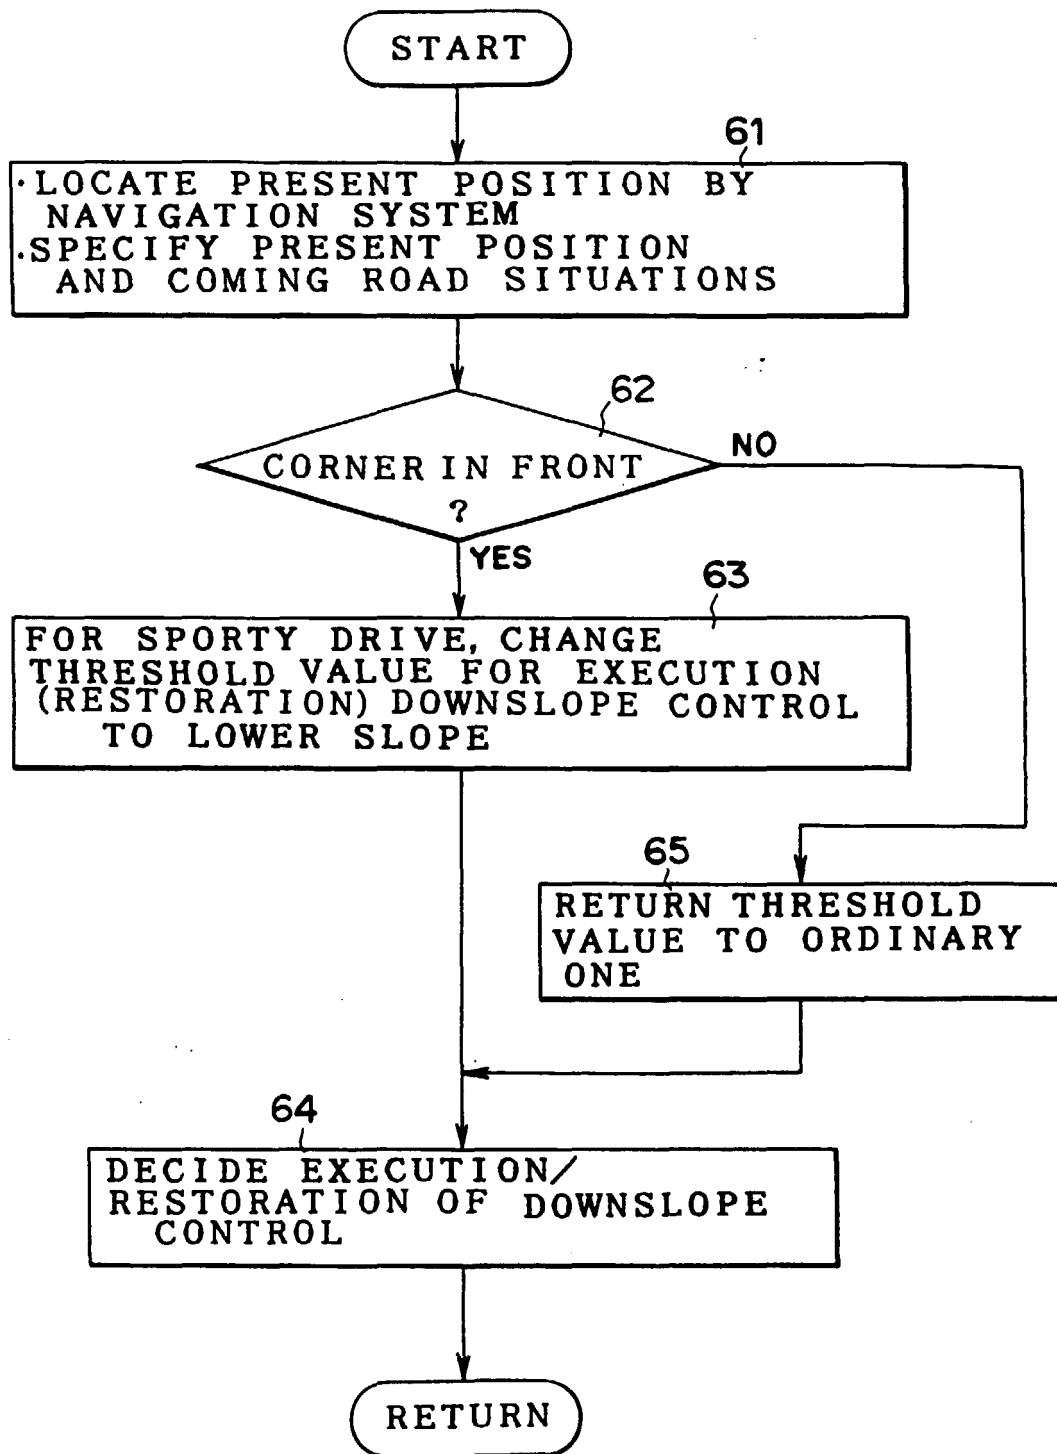 START
61
·LOCATE PRESENT POSITION BY
NAVIGATION SYSTEM
·SPECIFY PRESENT POSITION
AND COMING ROAD SITUATIONS
62
CORNER IN FRONT
?
NO
YES
63
FOR SPORTY DRIVE, CHANGE
THRESHOLD VALUE FOR EXECUTION
(RESTORATION) DOWNSLOPE CONTROL
TO LOWER SLOPE
65
RETURN THRESHOLD
VALUE TO ORDINARY
ONE
64
DECIDE EXECUTION/
RESTORATION OF DOWNSLOPE
CONTROL
RETURN